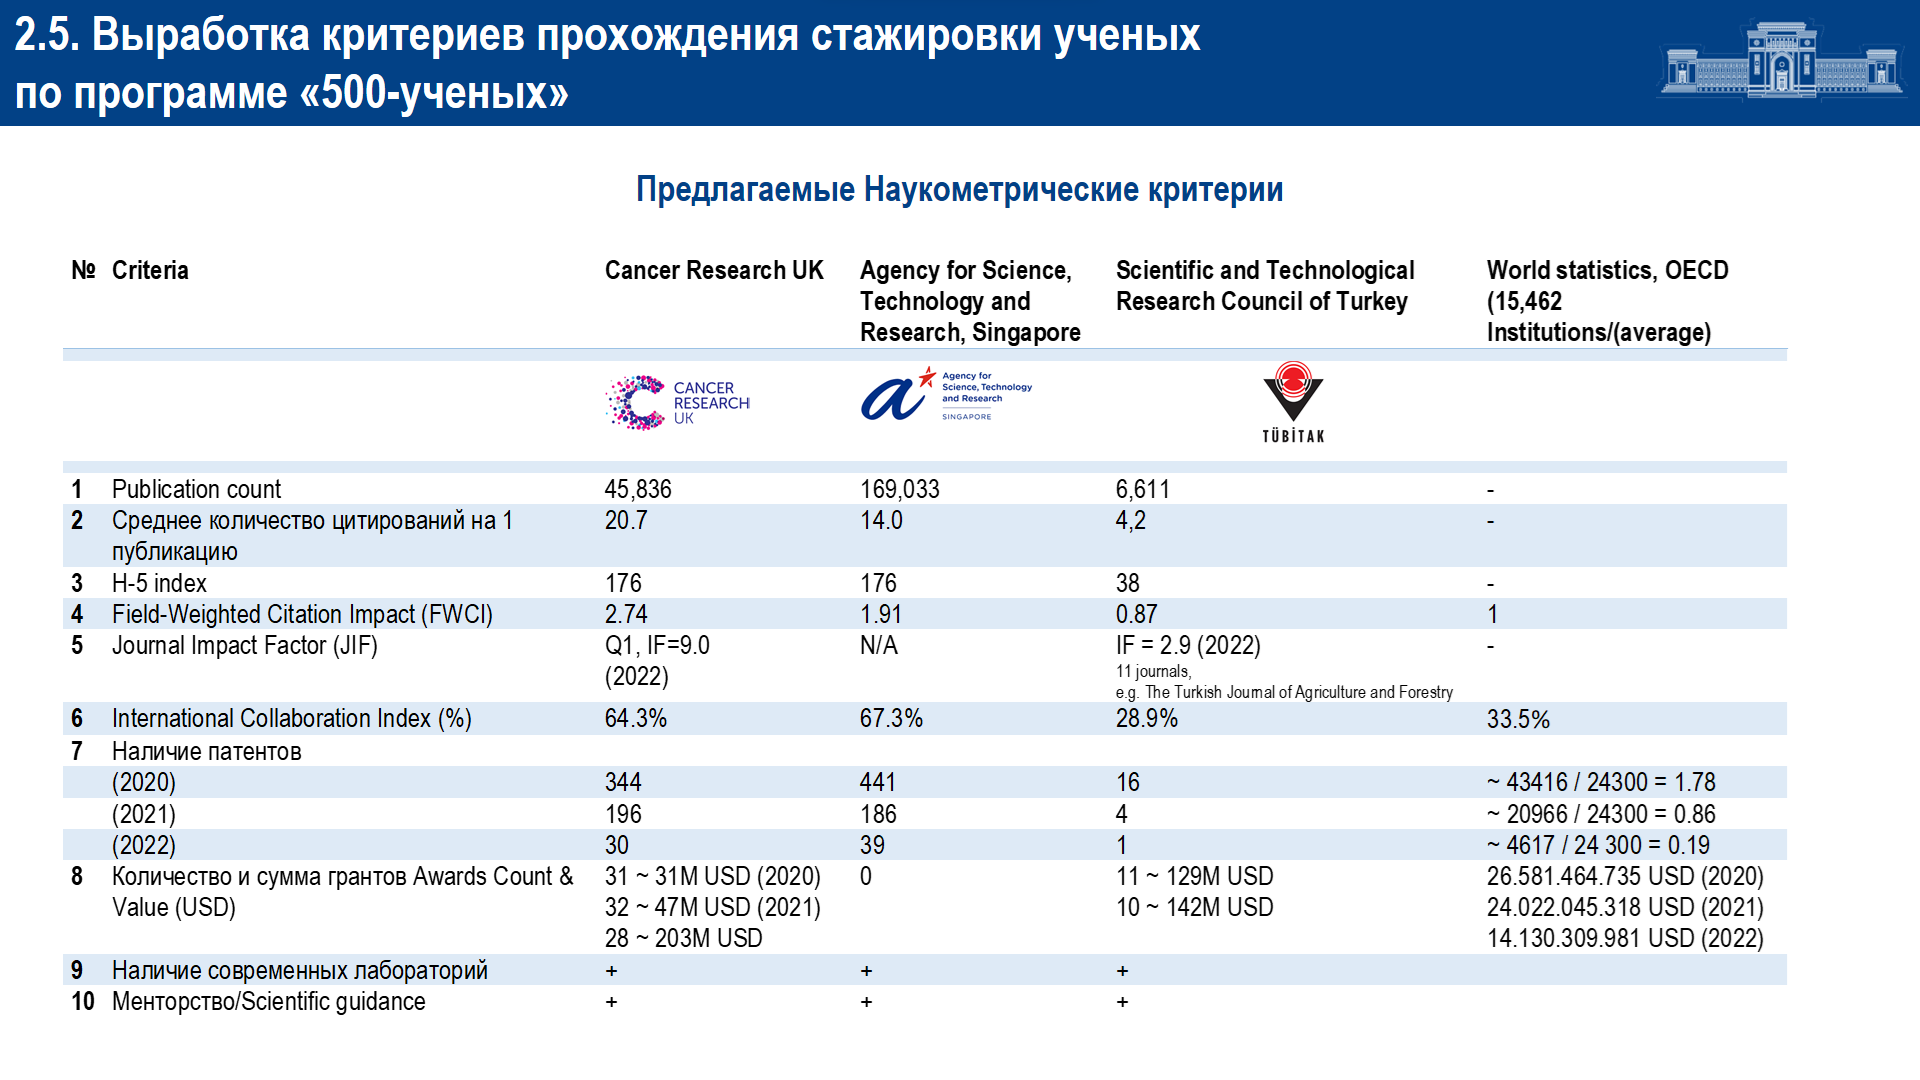 2.5. Выработка критериев прохождения стажировки ученых
по программе «500-ученых»
Предлагаемые Наукометрические критерии
№ Criteria Cancer Research UK Agency for Science, Technology and Research, Singapore Scientific and Technological Research Council of Turkey World statistics, OECD (15,462 Institutions/(average)
CANCER
RESEARCH
UK
Agency for
Science, Technology
and Research
SINGAPORE
TÜBİTAK
1 Publication count 45,836 169,033 6,611 -
2 Среднее количество цитирований на 1 20.7 14.0 4,2 -
публикацию
3 H-5 index 176 176 38 -
4 Field-Weighted Citation Impact (FWCI) 2.74 1.91 0.87 1
5 Journal Impact Factor (JIF) Q1, IF=9.0 N/A IF = 2.9 (2022) -
(2022) 11 journals,
e.g. The Turkish Journal of Agriculture and Forestry
6 International Collaboration Index (%) 64.3% 67.3% 28.9% 33.5%
7 Наличие патентов
(2020) 344 441 16 ~ 43416 / 24300 = 1.78
(2021) 196 186 4 ~ 20966 / 24300 = 0.86
(2022) 30 39 1 ~ 4617 / 24 300 = 0.19
8 Количество и сумма грантов Awards Count & 31 ~ 31M USD (2020) 0 11 ~ 129M USD 26.581.464.735 USD (2020)
Value (USD) 32 ~ 47M USD (2021) 10 ~ 142M USD 24.022.045.318 USD (2021)
28 ~ 203M USD 14.130.309.981 USD (2022)
9 Наличие современных лабораторий + + +
10 Менторство/Scientific guidance + + +